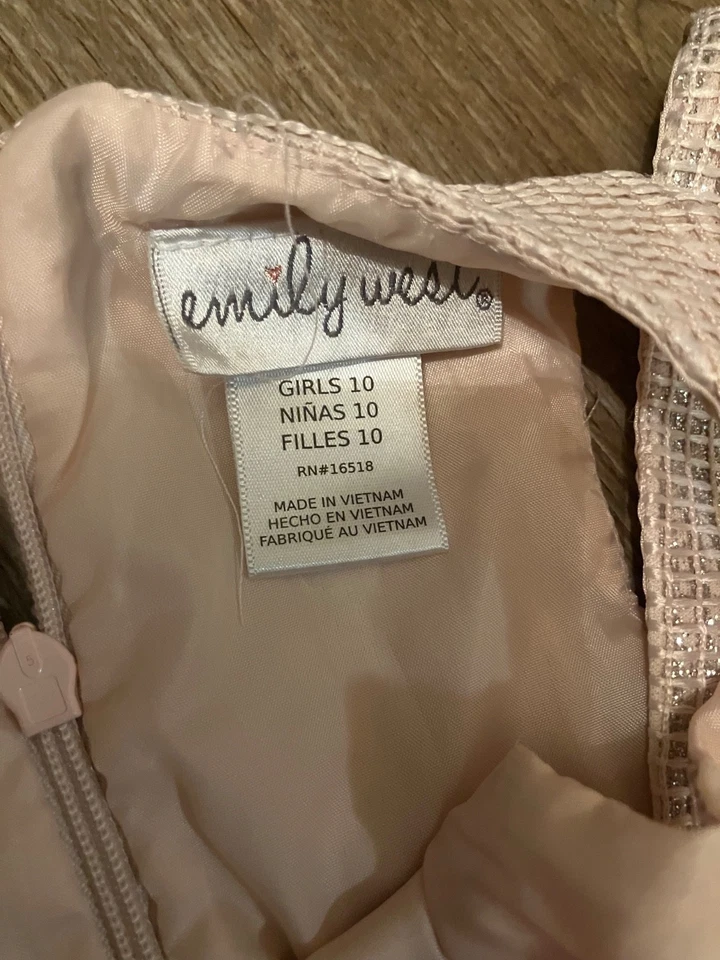 emily west®
GIRLS 10
NIÑAS 10
FILLES 10
RN#16518
MADE IN VIETNAM
HECHO EN VIETNAM
FABRIQUÉ AU VIETNAM
5